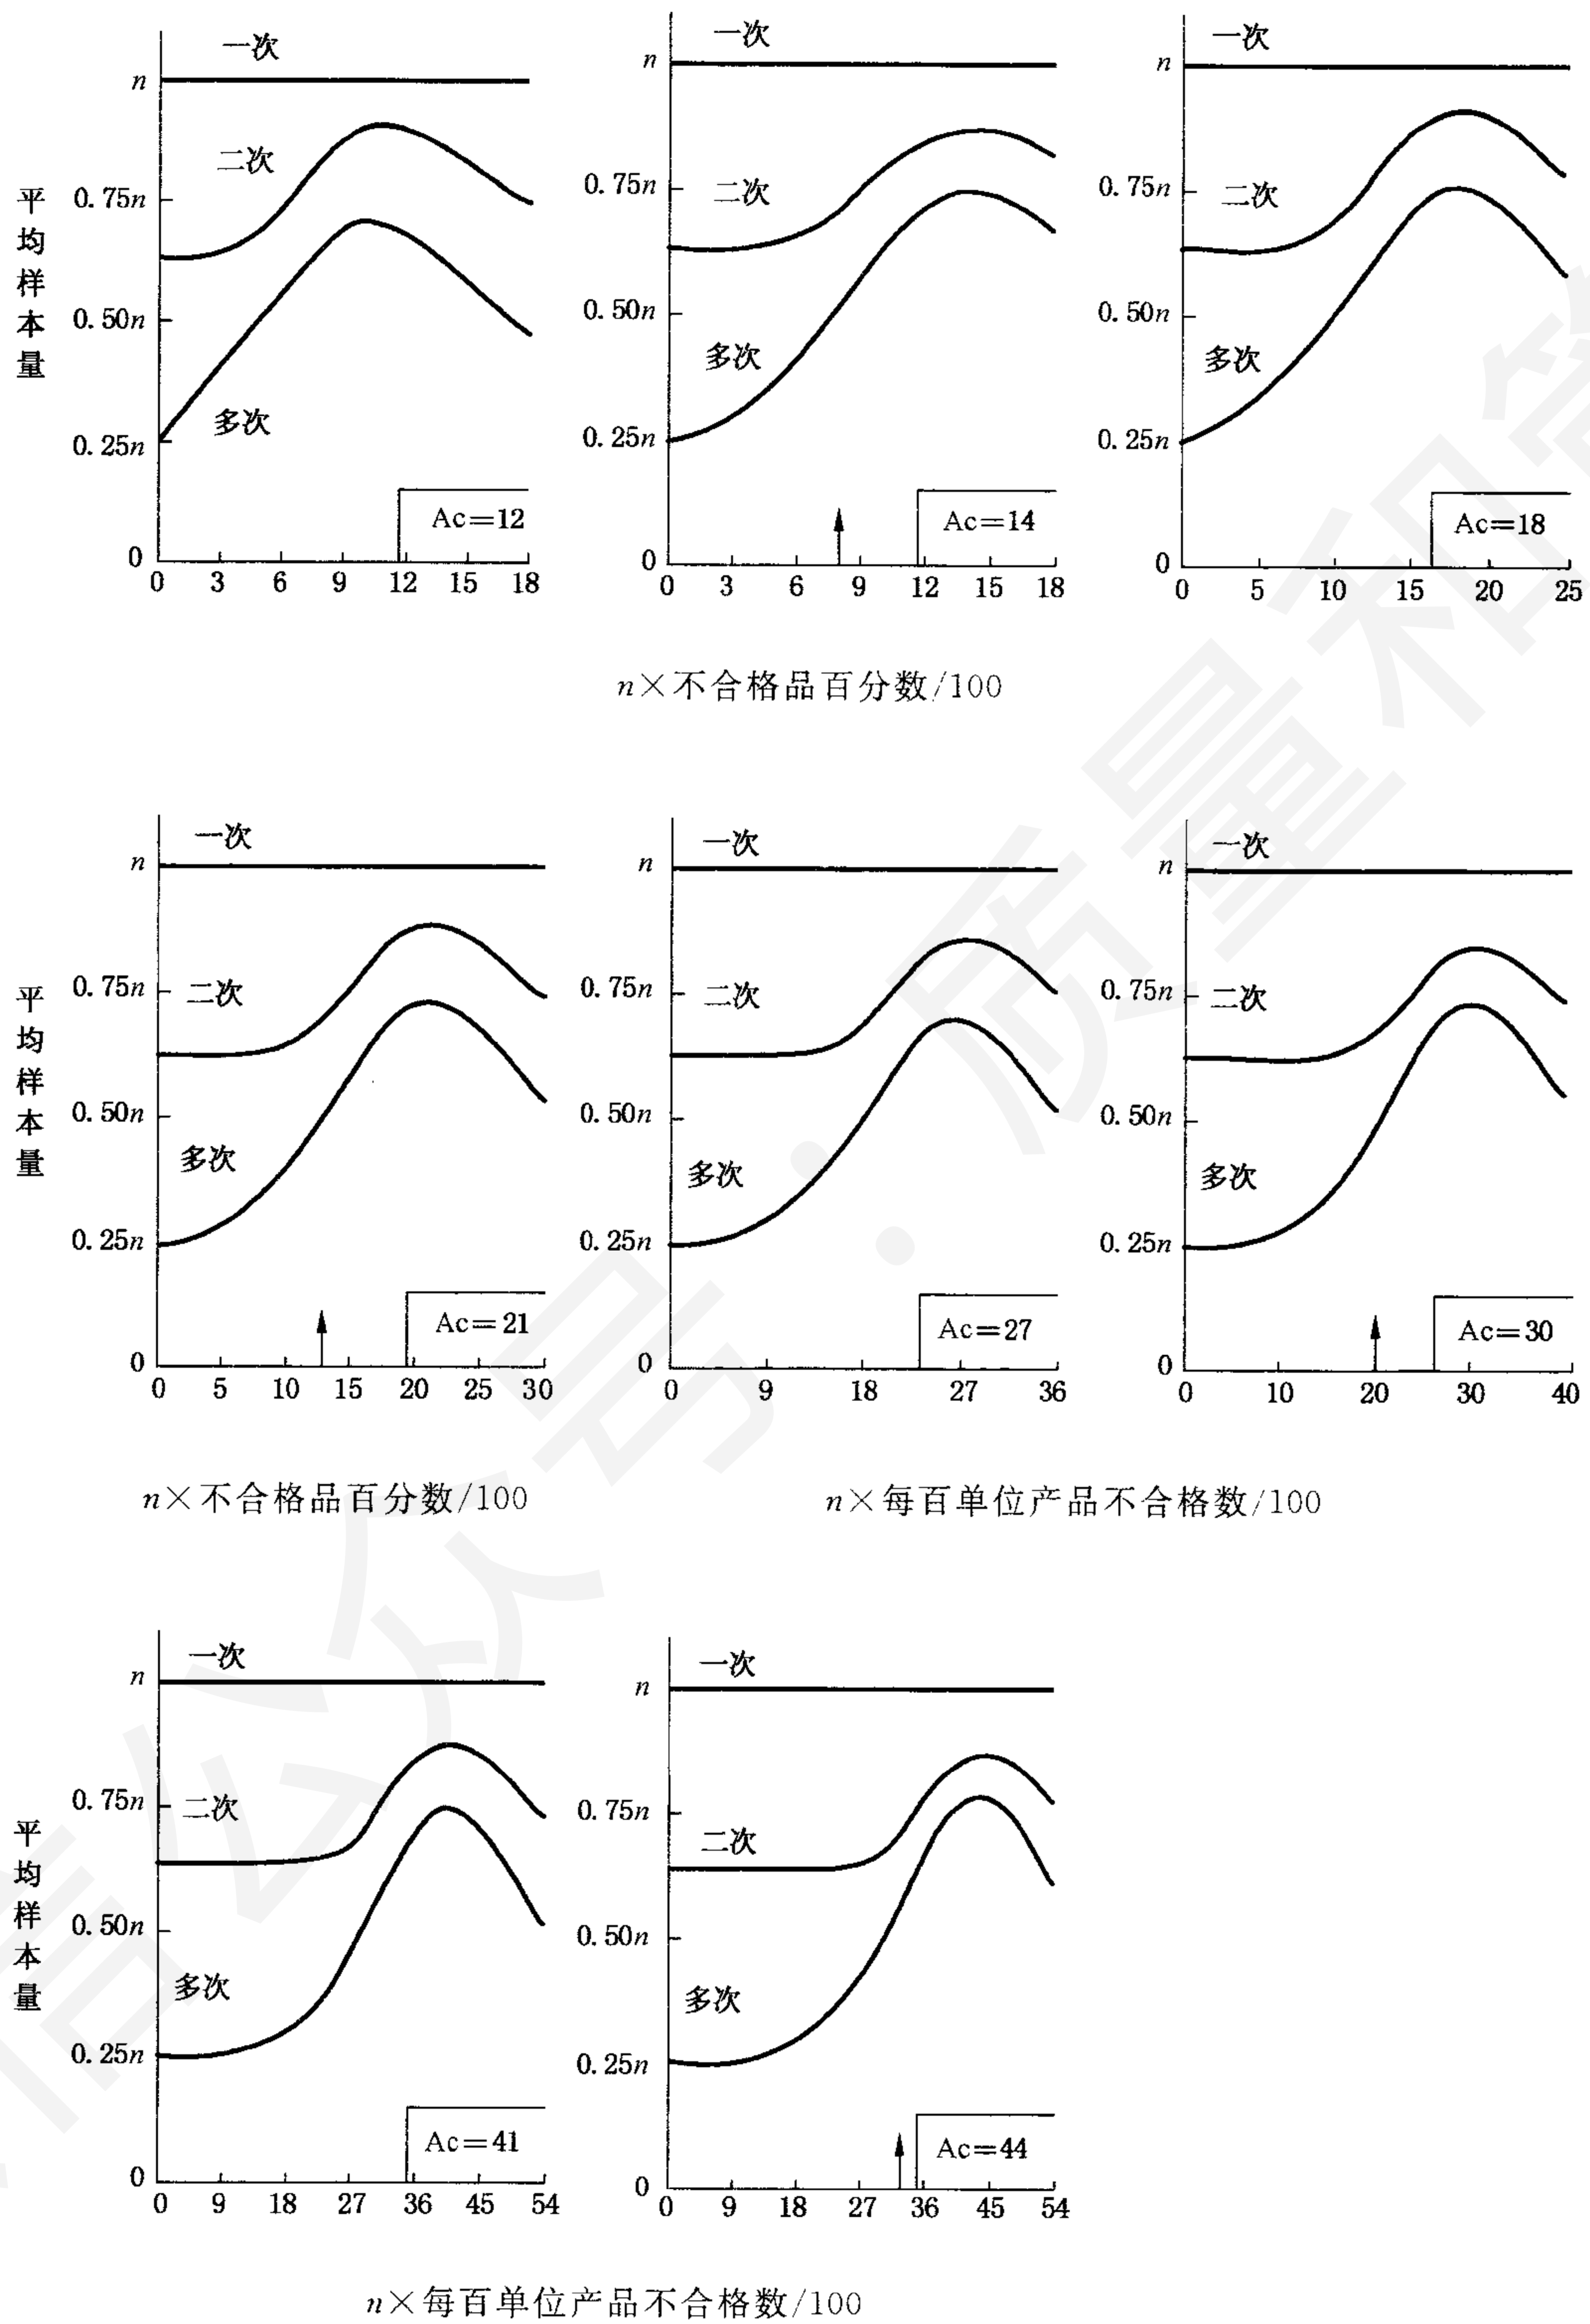 平均样本量
一次
n
二次
0.75n
0.50n
多次
0.25n
Ac=12
0
0 3 6 9 12 15 18
一次
n
0.75n
二次
0.50n
多次
0.25n
Ac=14
0
0 3 6 9 12 15 18
一次
n
0.75n
二次
0.50n
多次
0.25n
Ac=18
0
0 5 10 15 20 25
n×不合格品百分数/100
平均样本量
一次
n
0.75n
二次
0.50n
多次
0.25n
Ac=21
0
0 5 10 15 20 25 30
一次
n
0.75n
二次
0.50n
多次
0.25n
Ac=27
0
0 9 18 27 36
一次
n
0.75n
二次
0.50n
多次
0.25n
Ac=30
0
0 10 20 30 40
n×不合格品百分数/100
n×每百单位产品不合格数/100
平均样本量
一次
n
0.75n
二次
0.50n
多次
0.25n
Ac=41
0
0 9 18 27 36 45 54
一次
n
0.75n
二次
0.50n
多次
0.25n
Ac=44
0
0 9 18 27 36 45 54
n×每百单位产品不合格数/100
信公众号：质量和